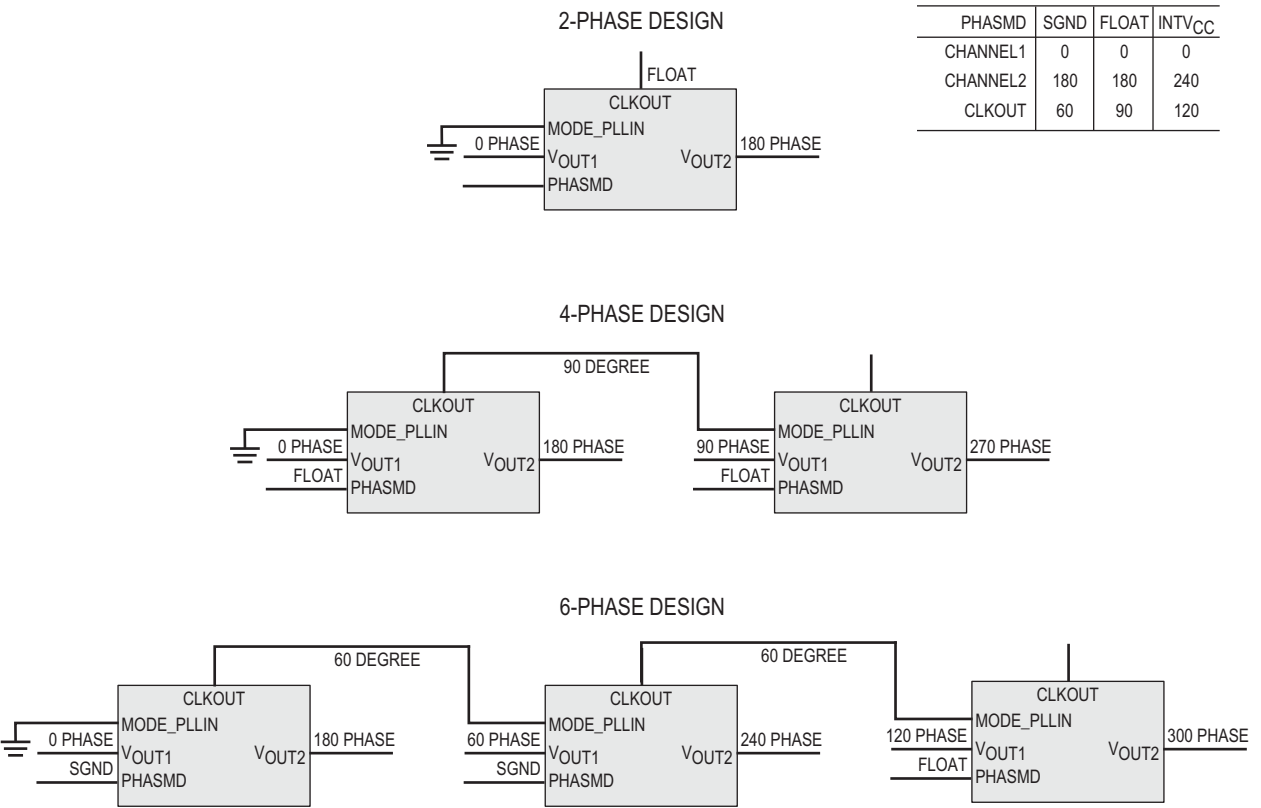 2-PHASE DESIGN
PHASMD SGND FLOAT INTVCC
CHANNEL1 0 0 0
CHANNEL2 180 180 240
CLKOUT 60 90 120
FLOAT
CLKOUT
MODE_PLLIN
0 PHASE VOUT1 VOUT2 180 PHASE
PHASMD
4-PHASE DESIGN
90 DEGREE
CLKOUT
MODE_PLLIN
0 PHASE VOUT1 VOUT2 180 PHASE
FLOAT PHASMD
CLKOUT
MODE_PLLIN
90 PHASE VOUT1 VOUT2 270 PHASE
FLOAT PHASMD
6-PHASE DESIGN
60 DEGREE
60 DEGREE
CLKOUT
MODE_PLLIN
0 PHASE VOUT1 VOUT2 180 PHASE
SGND PHASMD
CLKOUT
MODE_PLLIN
60 PHASE VOUT1 VOUT2 240 PHASE
SGND PHASMD
CLKOUT
MODE_PLLIN
120 PHASE VOUT1 VOUT2 300 PHASE
FLOAT PHASMD